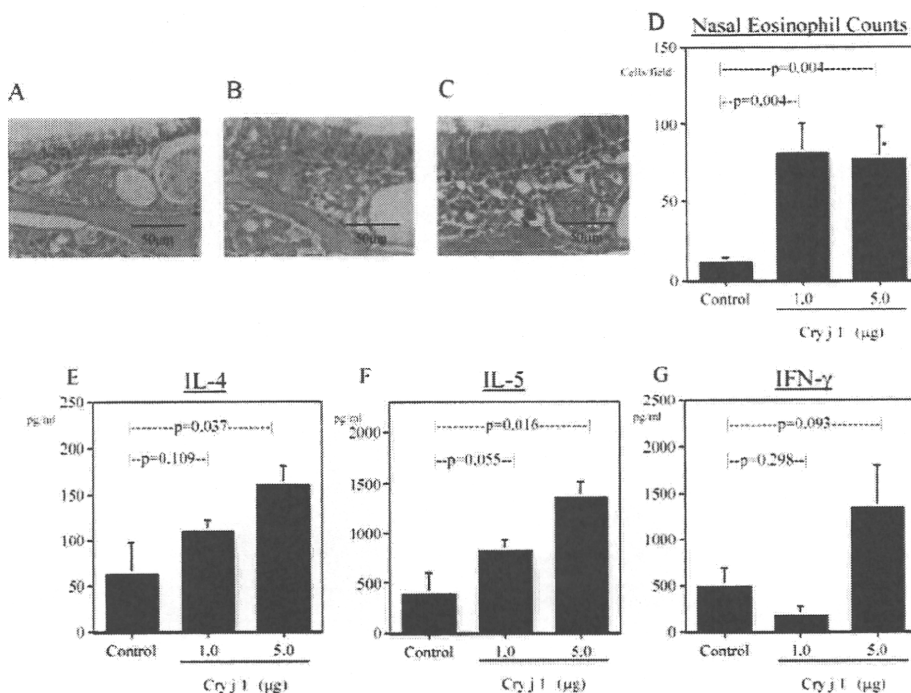 D
Nasal Eosinophil Counts
150
Cells/field
p=0.004
p=0.004
100
50
0
Control
1.0
5.0
Cry j 1 (μg)
A
B
C
50μm
50μm
50μm
E
IL-4
250
pg/ml
p=0.037
200
p=0.109
150
100
50
0
Control
1.0
5.0
Cry j 1 (μg)
F
IL-5
pg/ml
2000
p=0.016
p=0.055
1500
1000
500
0
Control
1.0
5.0
Cry j 1 (μg)
G
IFN-γ
2500
pg/ml
p=0.093
2000
p=0.298
1500
1000
500
0
Control
1.0
5.0
Cry j 1 (μg)